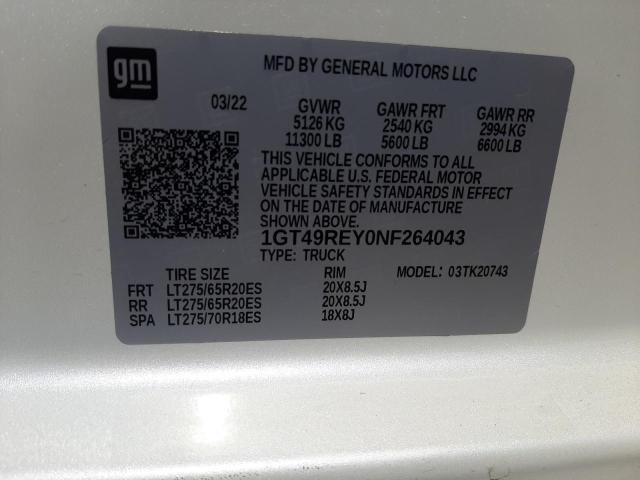 gm
MFD BY GENERAL MOTORS LLC
03/22 GVWR GAWR FRT GAWR RR
5126 KG 2540 KG 2994 KG
11300 LB 5600 LB 6600 LB
THIS VEHICLE CONFORMS TO ALL
APPLICABLE U.S. FEDERAL MOTOR
VEHICLE SAFETY STANDARDS IN EFFECT
ON THE DATE OF MANUFACTURE
SHOWN ABOVE.
1GT49REY0NF264043
TYPE: TRUCK MODEL: 03TK20743
TIRE SIZE RIM
FRT LT275/65R20ES 20X8.5J
RR LT275/65R20ES 20X8.5J
SPA LT275/70R18ES 18X8J